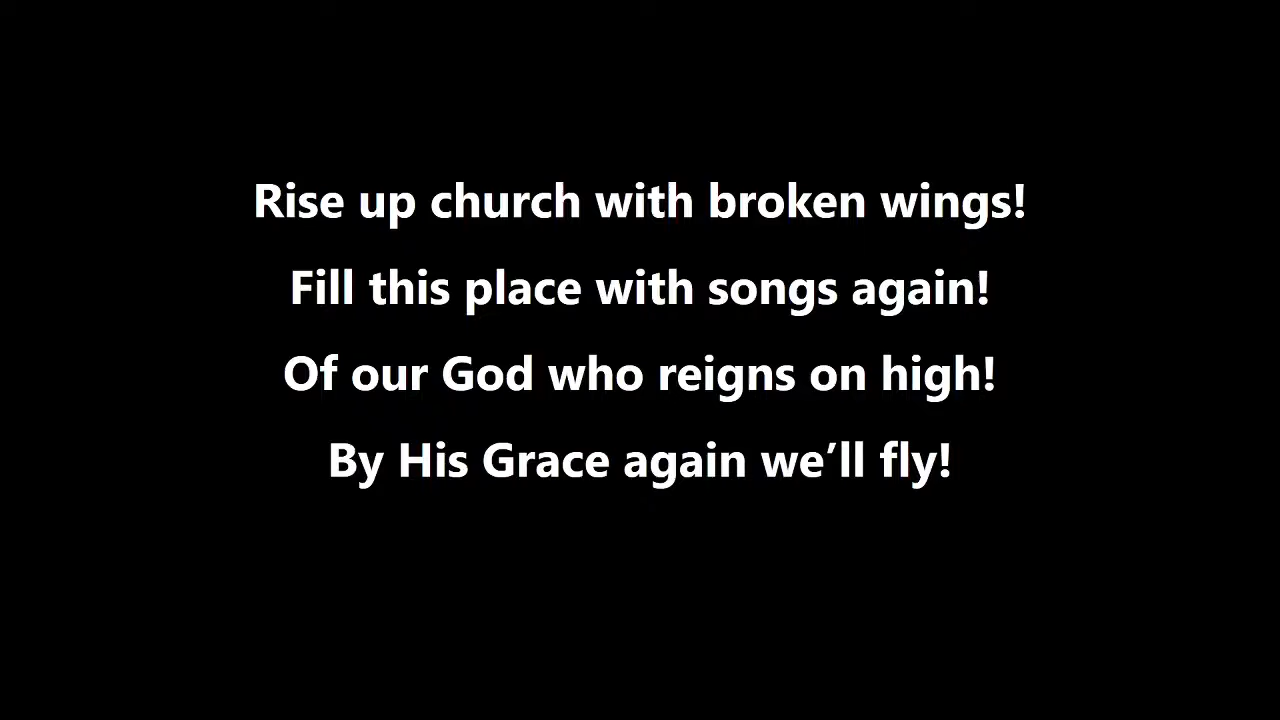 Rise up church with broken wings!
Fill this place with songs again!
Of our God who reigns on high!
By His Grace again we’ll fly!